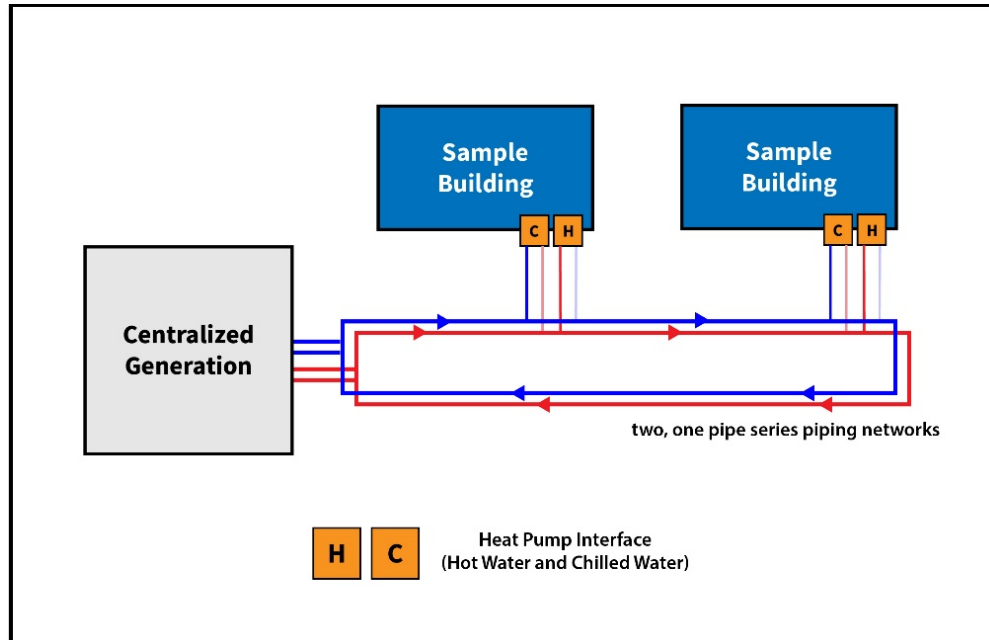 Sample
Building
Sample
Building
C
H
C
H
Centralized
Generation
two, one pipe series piping networks
H
C
Heat Pump Interface
(Hot Water and Chilled Water)